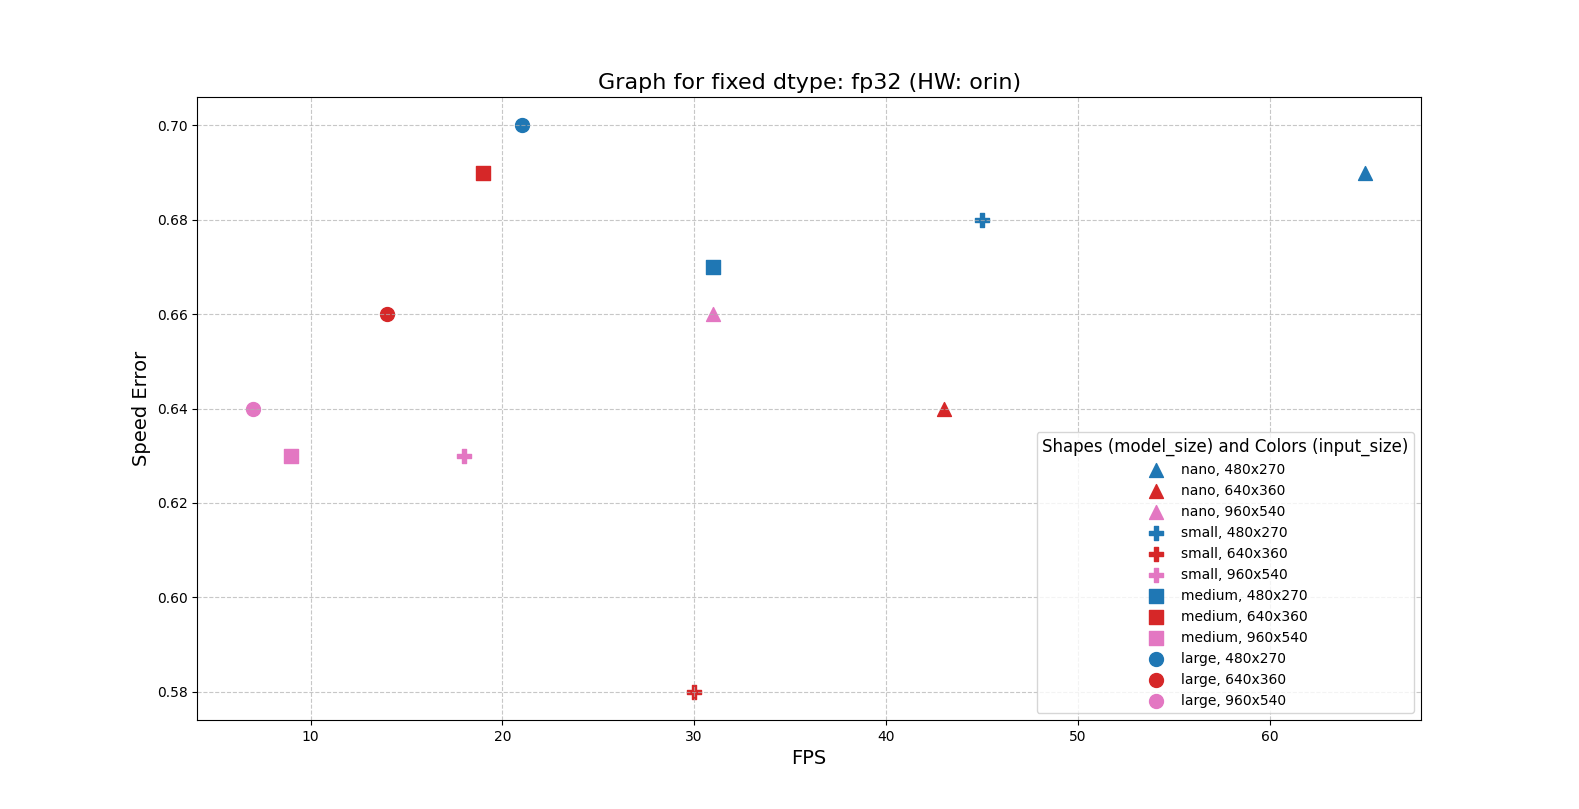 Graph for fixed dtype: fp32 (HW: orin)
Speed Error
0.70
0.68
0.66
0.64
0.62
0.60
0.58
10 20 30 40 50 60
FPS
Shapes (model_size) and Colors (input_size)
nano, 480x270
nano, 640x360
nano, 960x540
small, 480x270
small, 640x360
small, 960x540
medium, 480x270
medium, 640x360
medium, 960x540
large, 480x270
large, 640x360
large, 960x540